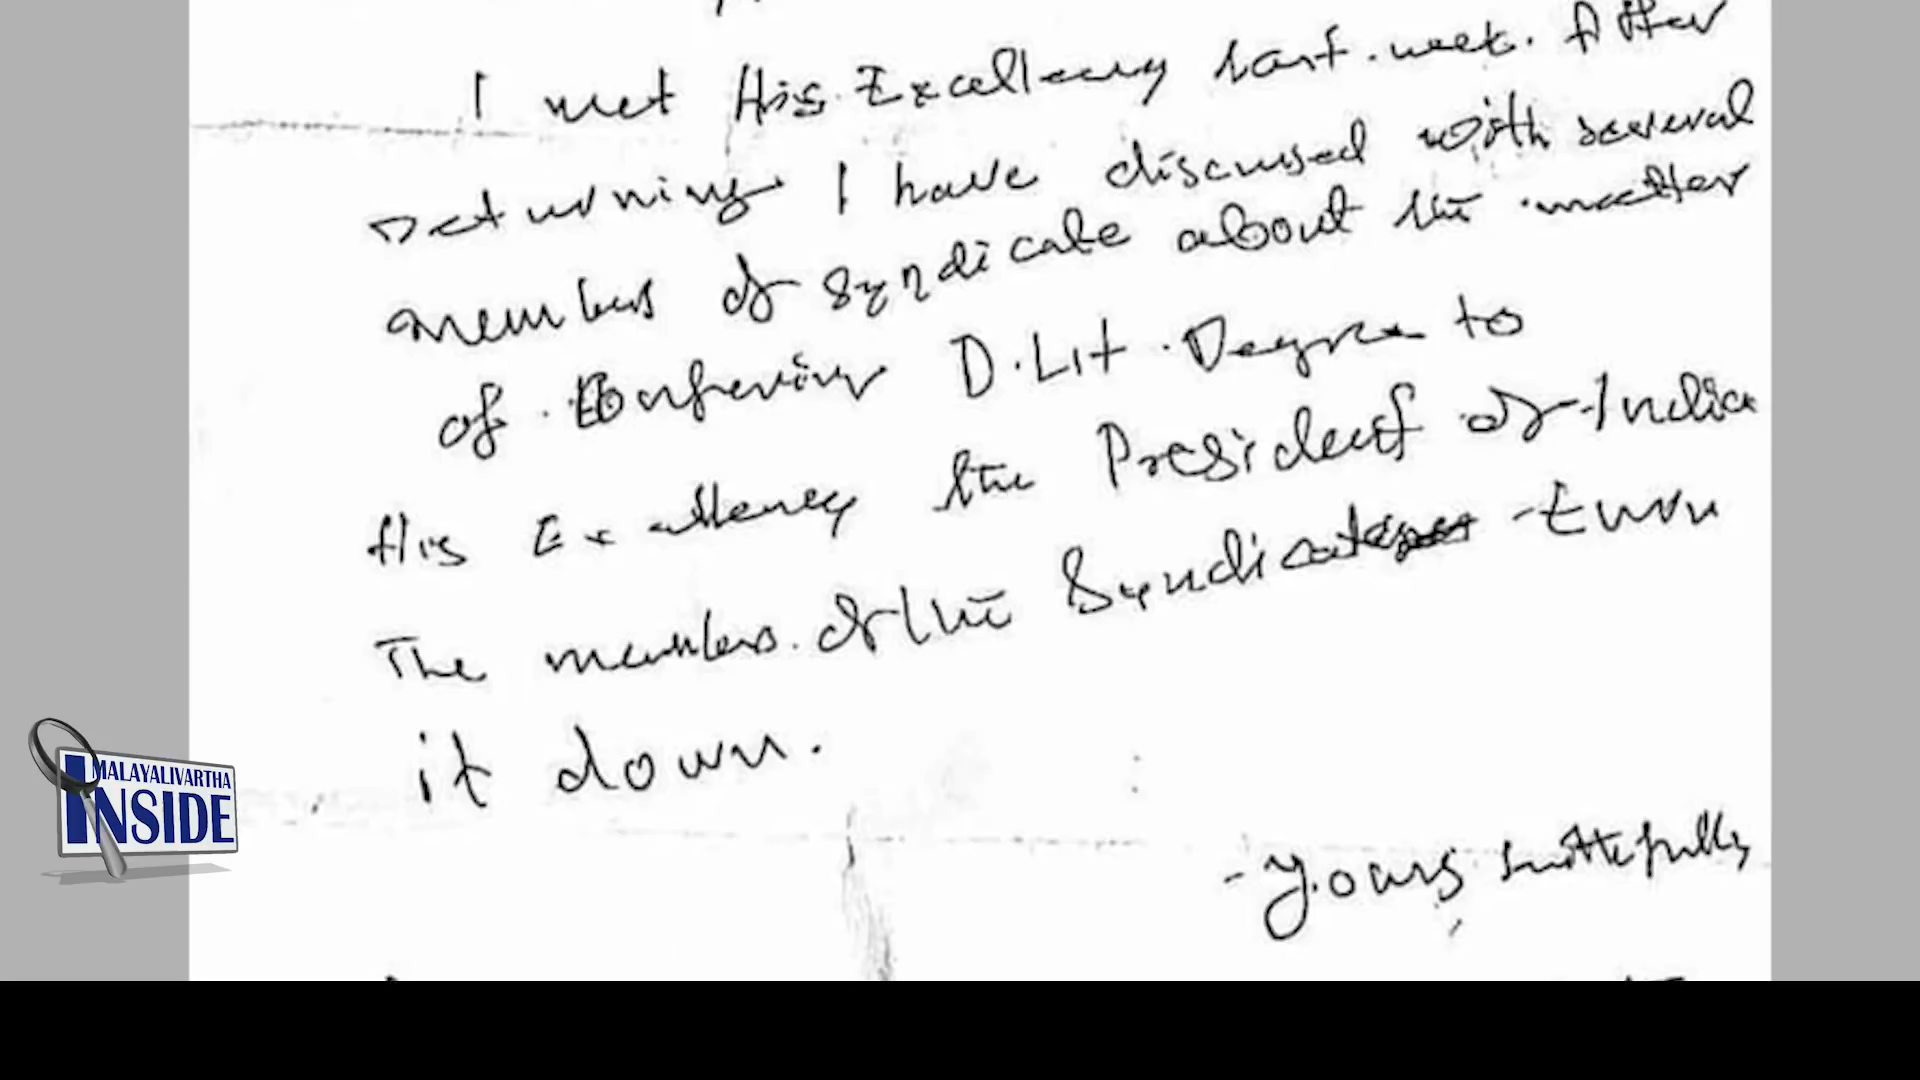 I met His Excellency last week. After
returning I have discused with several
members of Syndicate about the matter
of Conferring D.Lit Degree to
His Excellency the President of India
The members of the Syndicate turn
it down.
Yours faithfully
MALAYALIVARTHA
INSIDE